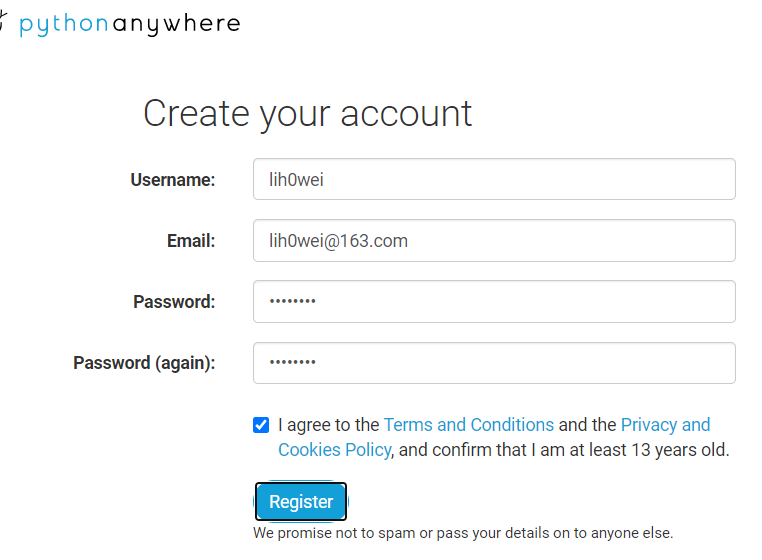 pythonanywhere
Create your account
Username: lih0wei
Email: lih0wei@163.com
Password: ••••••••
Password (again): ••••••••
I agree to the Terms and Conditions and the Privacy and
Cookies Policy, and confirm that I am at least 13 years old.
Register
We promise not to spam or pass your details on to anyone else.